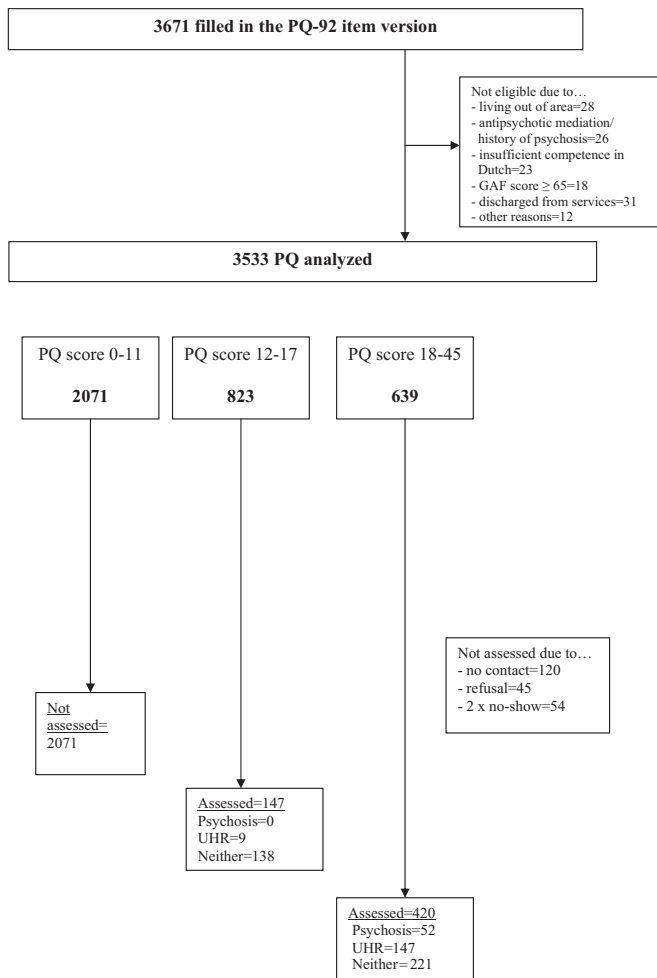 3671 filled in the PQ-92 item version
Not eligible due to…
- living out of area=28
- antipsychotic mediation/
history of psychosis=26
- insufficient competence in
Dutch=23
- GAF score ≥ 65=18
- discharged from services=31
- other reasons=12
3533 PQ analyzed
PQ score 0-11
2071
PQ score 12-17
823
PQ score 18-45
639
Not assessed due to…
- no contact=120
- refusal=45
- 2 x no-show=54
Not
assessed=
2071
Assessed=147
Psychosis=0
UHR=9
Neither=138
Assessed=420
Psychosis=52
UHR=147
Neither=221